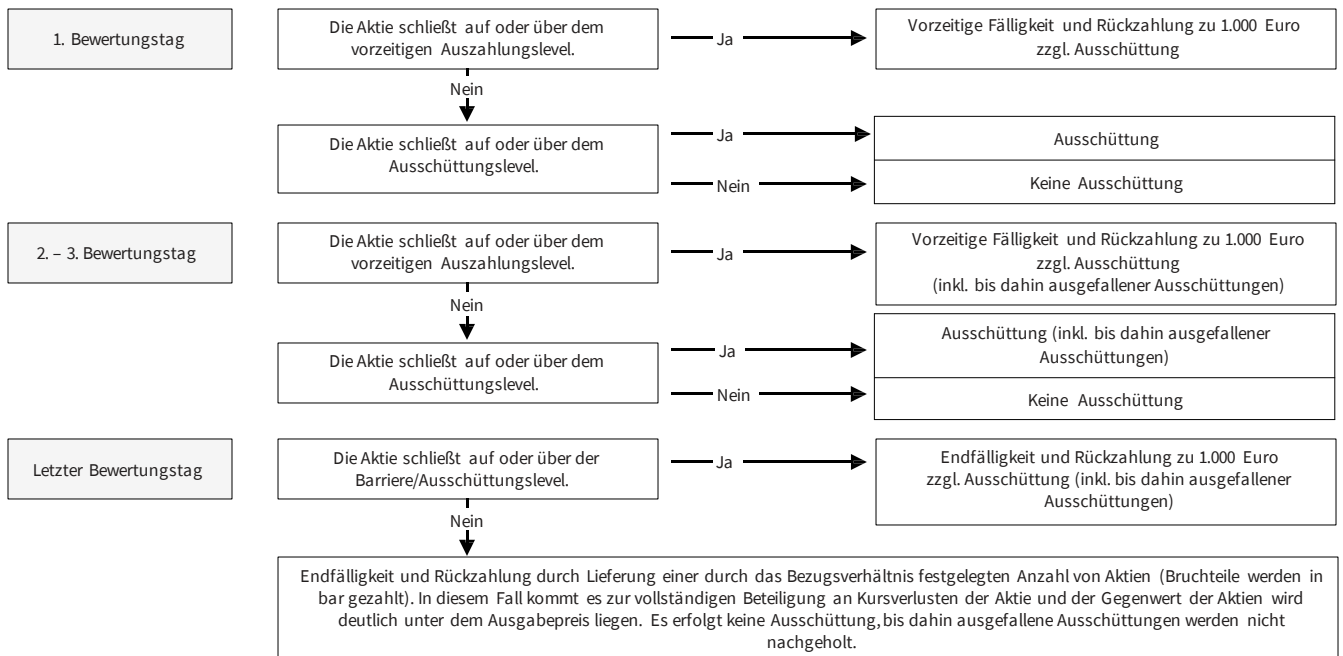 1. Bewertungstag
Die Aktie schließt auf oder über dem
vorzeitigen Auszahlungslevel.
Ja
Vorzeitige Fälligkeit und Rückzahlung zu 1.000 Euro
zzgl. Ausschüttung
Nein
Die Aktie schließt auf oder über dem
Ausschüttungslevel.
Ja
Ausschüttung
Nein
Keine Ausschüttung
2. – 3. Bewertungstag
Die Aktie schließt auf oder über dem
vorzeitigen Auszahlungslevel.
Ja
Vorzeitige Fälligkeit und Rückzahlung zu 1.000 Euro
zzgl. Ausschüttung
(inkl. bis dahin ausgefallener Ausschüttungen)
Nein
Die Aktie schließt auf oder über dem
Ausschüttungslevel.
Ja
Ausschüttung (inkl. bis dahin ausgefallener
Ausschüttungen)
Nein
Keine Ausschüttung
Letzter Bewertungstag
Die Aktie schließt auf oder über der
Barriere/Ausschüttungslevel.
Ja
Endfälligkeit und Rückzahlung zu 1.000 Euro
zzgl. Ausschüttung (inkl. bis dahin ausgefallener
Ausschüttungen)
Nein
Endfälligkeit und Rückzahlung durch Lieferung einer durch das Bezugsverhältnis festgelegten Anzahl von Aktien (Bruchteile werden in
bar gezahlt). In diesem Fall kommt es zur vollständigen Beteiligung an Kursverlusten der Aktie und der Gegenwert der Aktien wird
deutlich unter dem Ausgabepreis liegen. Es erfolgt keine Ausschüttung, bis dahin ausgefallene Ausschüttungen werden nicht
nachgeholt.